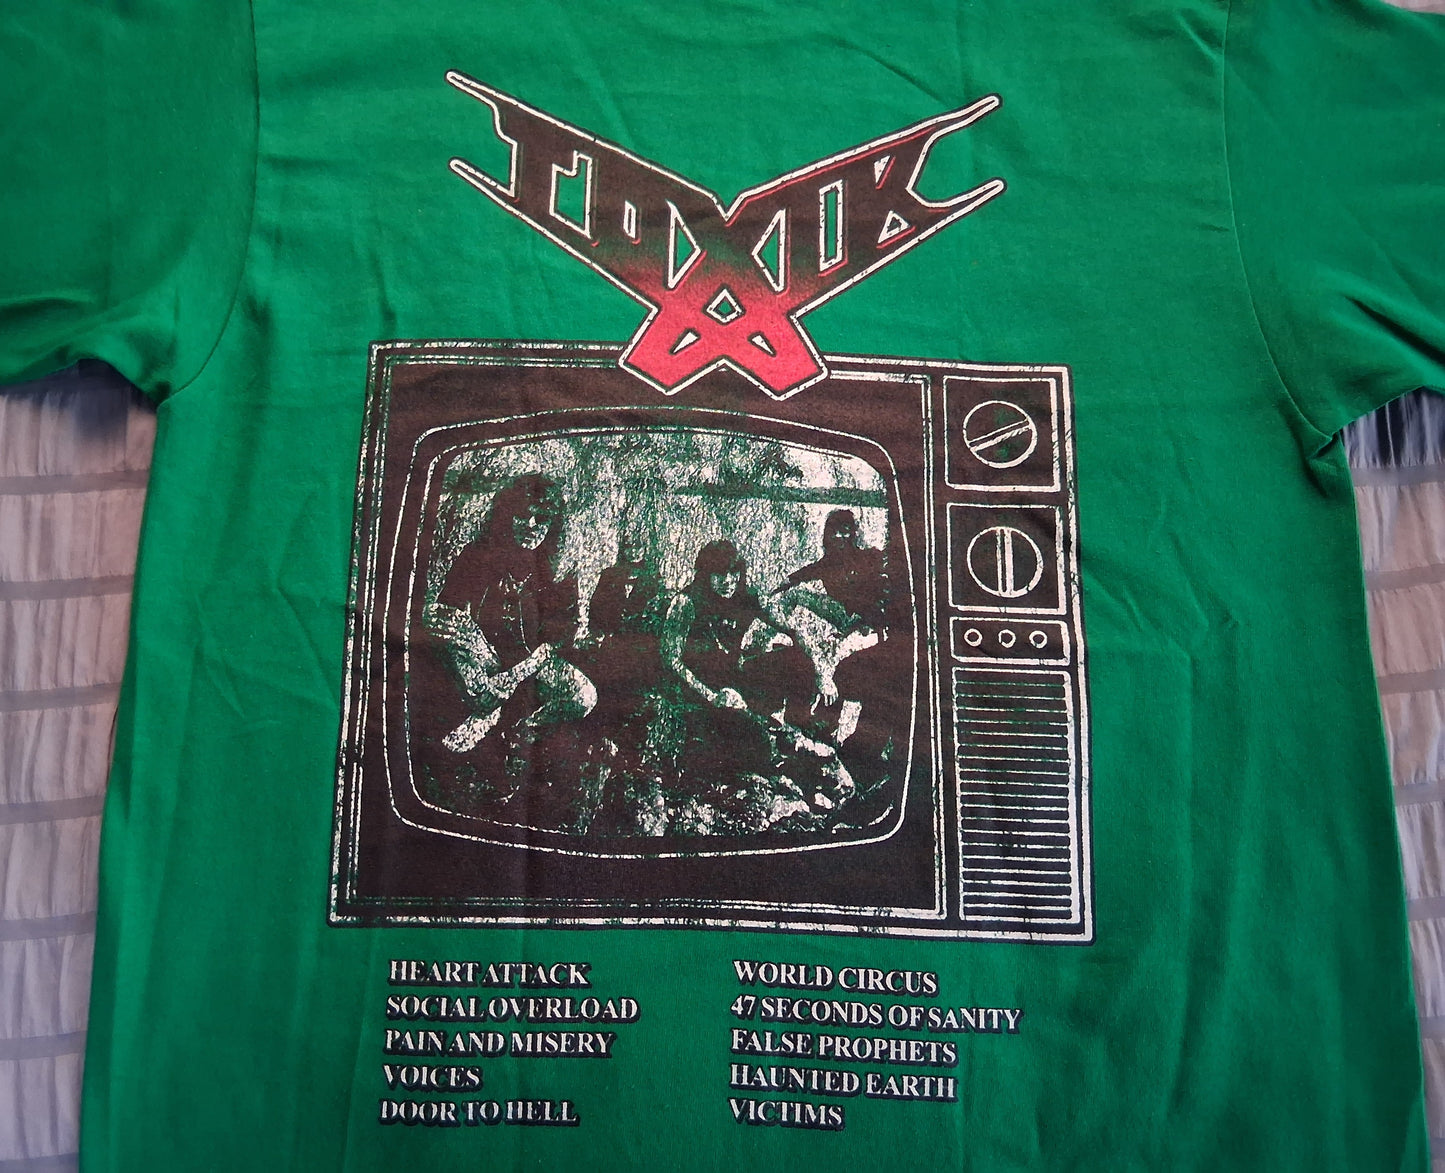 TOXIK
HEART ATTACK
SOCIAL OVERLOAD
PAIN AND MISERY
VOICES
DOOR TO HELL
WORLD CIRCUS
47 SECONDS OF SANITY
FALSE PROPHETS
HAUNTED EARTH
VICTIMS